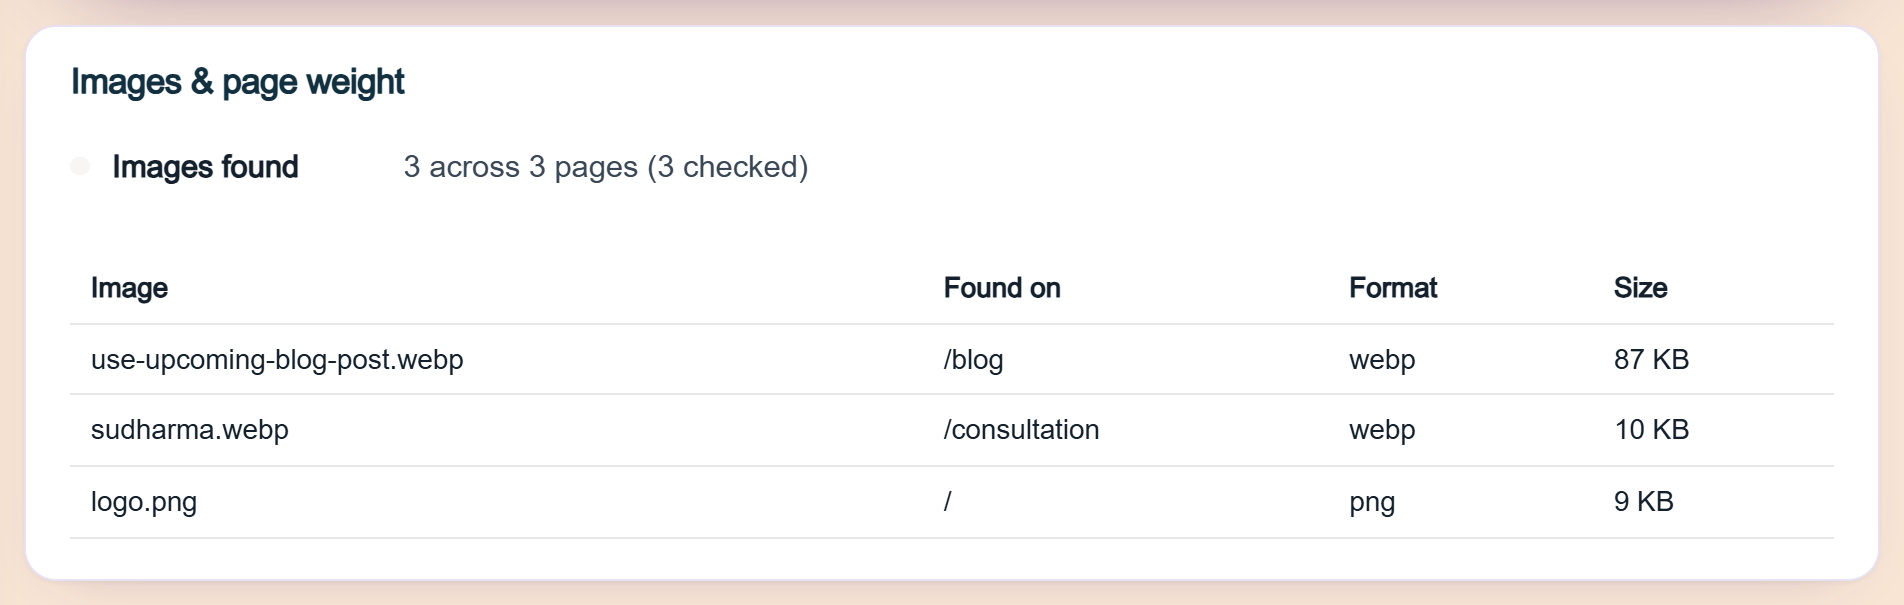 Images & page weight
Images found 3 across 3 pages (3 checked)
Image Found on Format Size
use-upcoming-blog-post.webp /blog webp 87 KB
sudharma.webp /consultation webp 10 KB
logo.png / png 9 KB